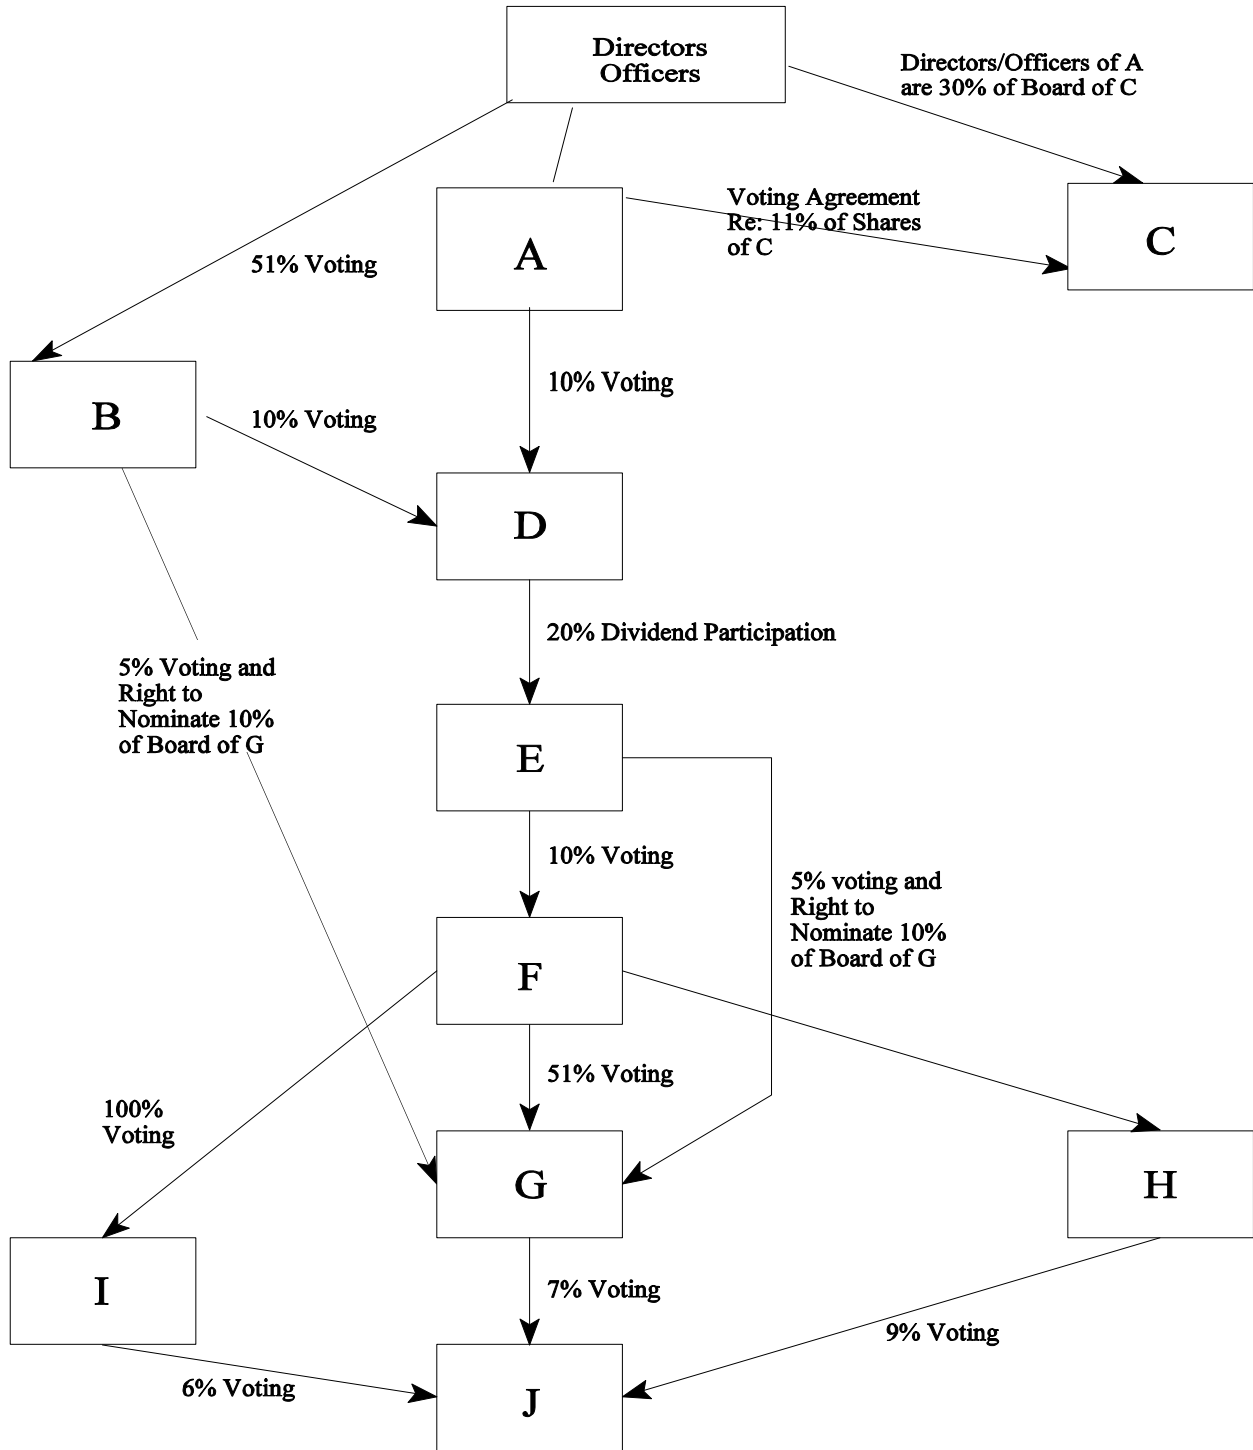 Directors
Officers
Directors/Officers of A
are 30% of Board of C
Voting Agreement
Re: 11% of Shares
of C
A
C
51% Voting
B
10% Voting
10% Voting
D
20% Dividend Participation
5% Voting and
Right to
Nominate 10%
of Board of G
E
10% Voting
5% voting and
Right to
Nominate 10%
of Board of G
F
51% Voting
100%
Voting
G
H
I
7% Voting
9% Voting
6% Voting
J